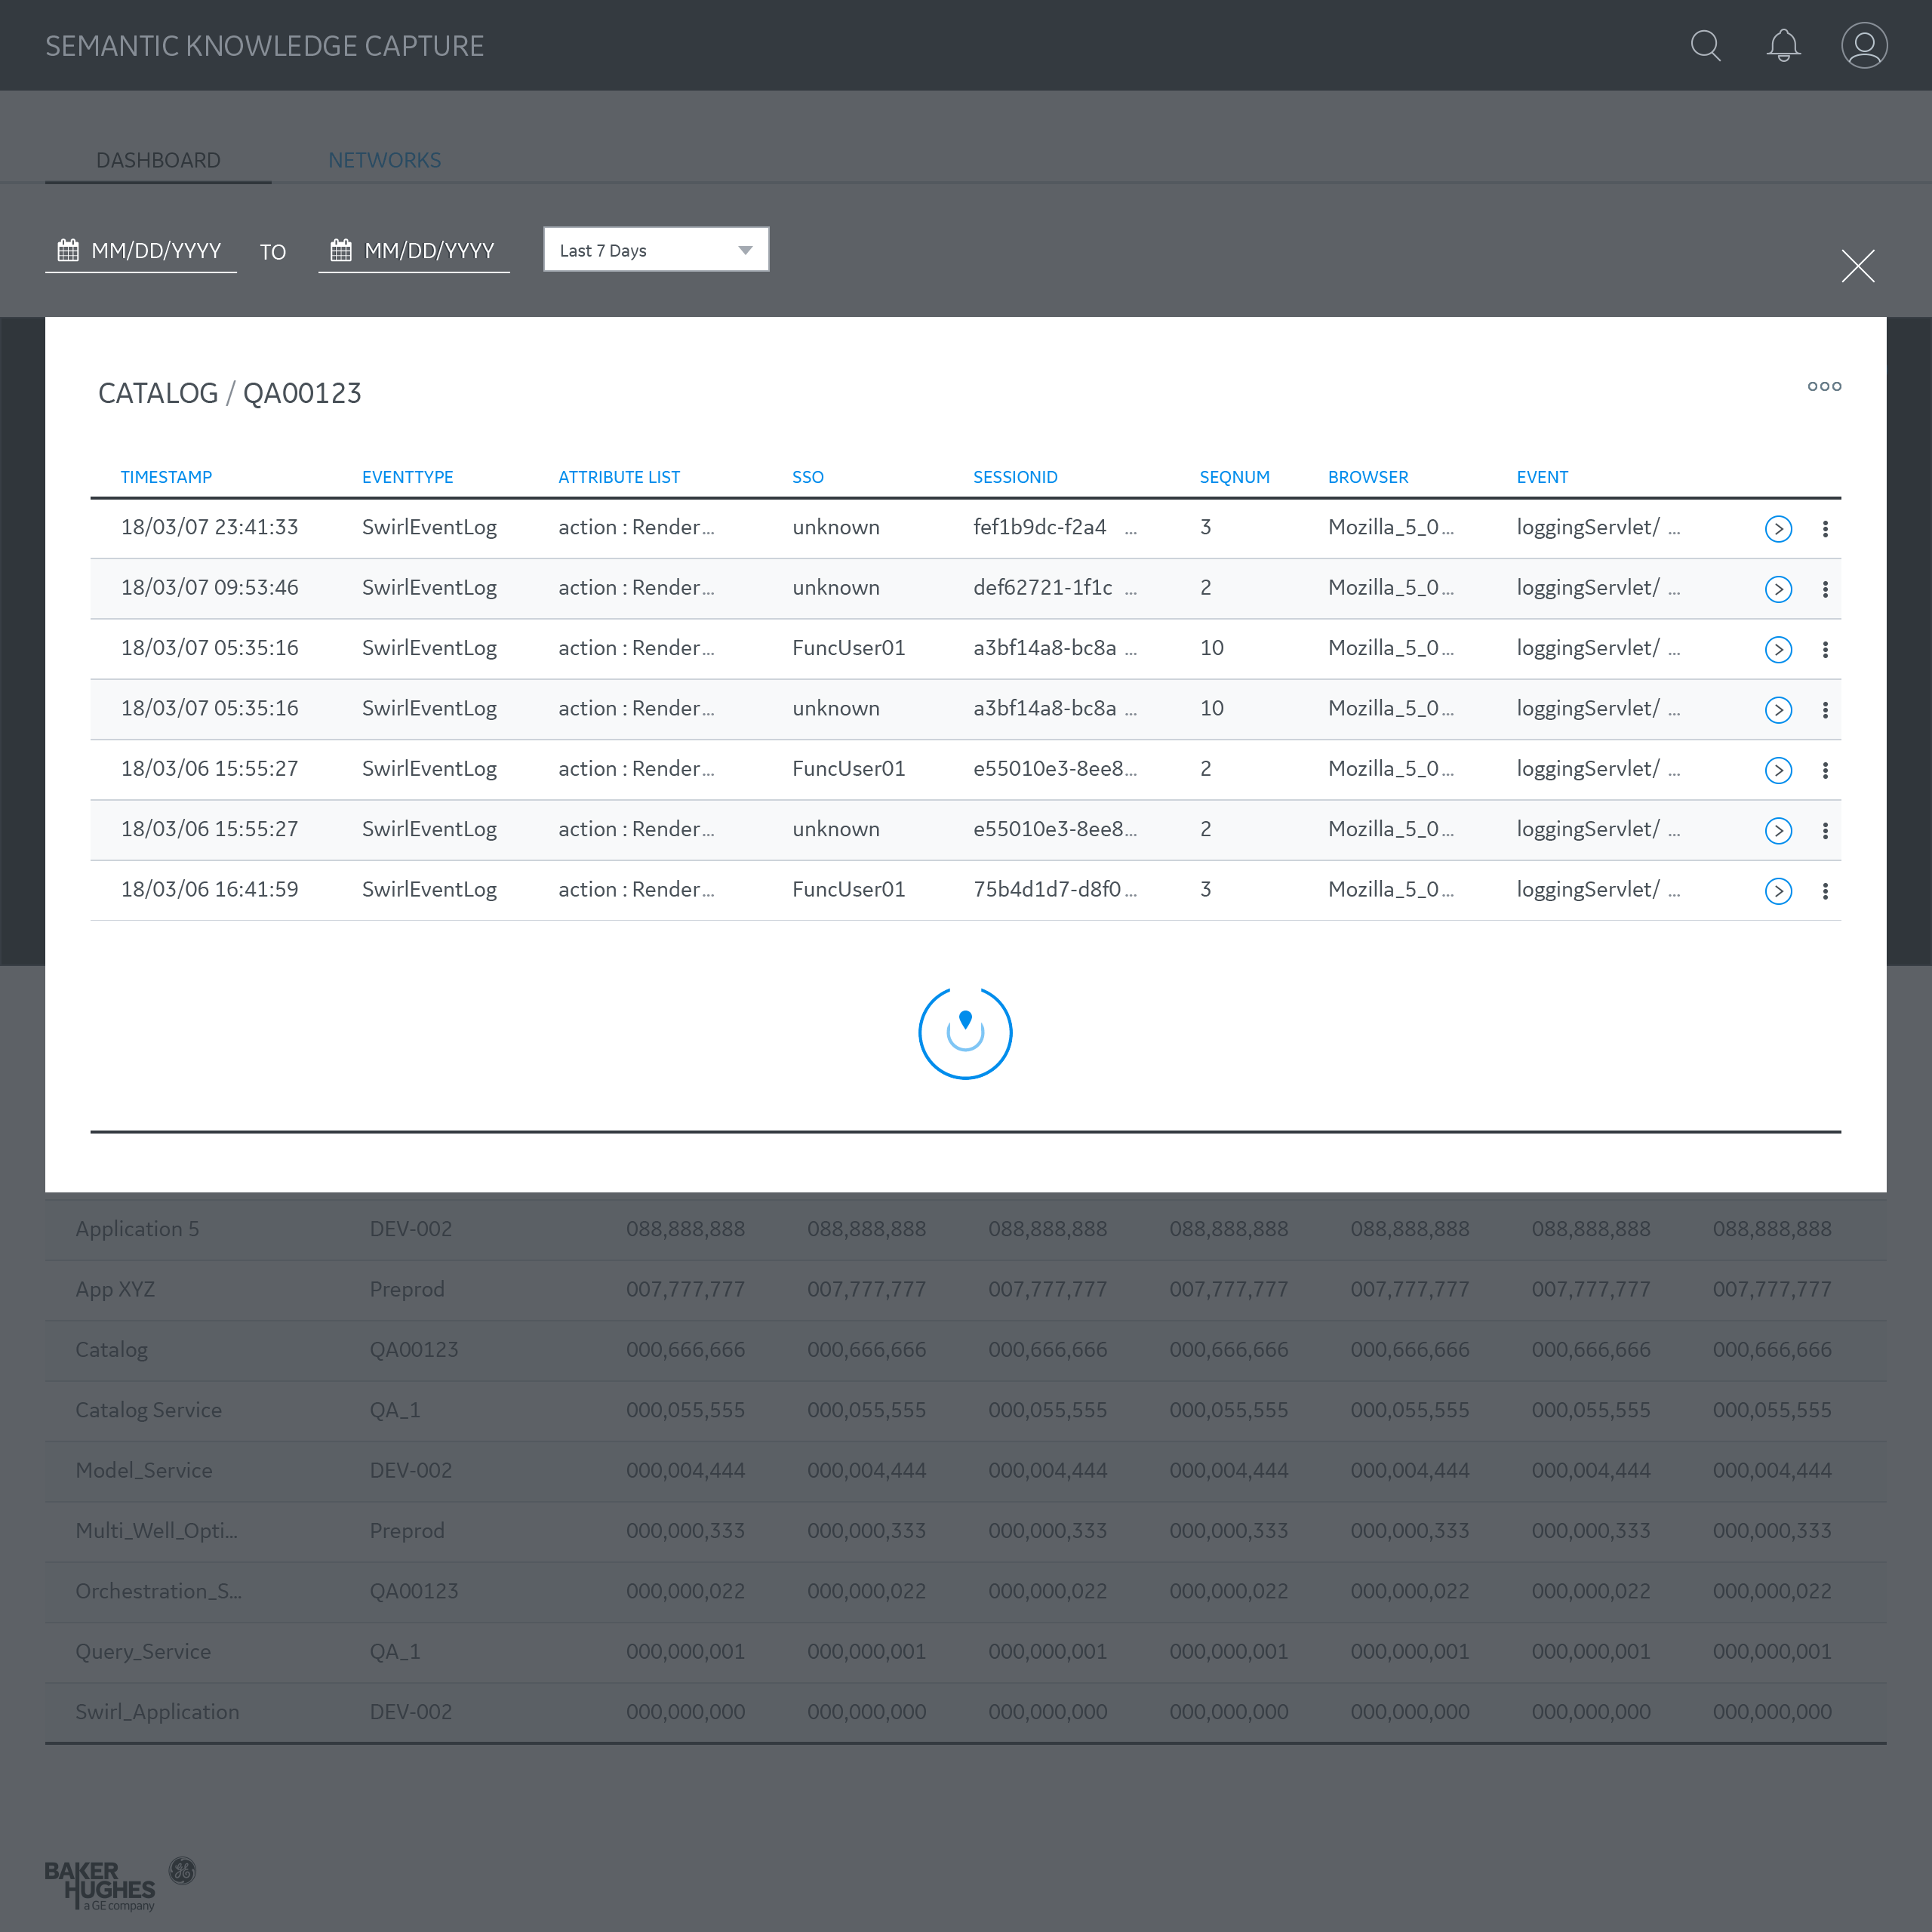 SEMANTIC KNOWLEDGE CAPTURE
DASHBOARD NETWORKS
MM/DD/YYYY TO MM/DD/YYYY Last 7 Days
CATALOG / QA00123
TIMESTAMP EVENTTYPE ATTRIBUTE LIST SSO SESSIONID SEQNUM BROWSER EVENT
18/03/07 23:41:33 SwirlEventLog action : Render... unknown fef1b9dc-f2a4 ... 3 Mozilla_5_0... loggingServlet/ ...
18/03/07 09:53:46 SwirlEventLog action : Render... unknown def62721-1f1c ... 2 Mozilla_5_0... loggingServlet/ ...
18/03/07 05:35:16 SwirlEventLog action : Render... FuncUser01 a3bf14a8-bc8a ... 10 Mozilla_5_0... loggingServlet/ ...
18/03/07 05:35:16 SwirlEventLog action : Render... unknown a3bf14a8-bc8a ... 10 Mozilla_5_0... loggingServlet/ ...
18/03/06 15:55:27 SwirlEventLog action : Render... FuncUser01 e55010e3-8ee8... 2 Mozilla_5_0... loggingServlet/ ...
18/03/06 15:55:27 SwirlEventLog action : Render... unknown e55010e3-8ee8... 2 Mozilla_5_0... loggingServlet/ ...
18/03/06 16:41:59 SwirlEventLog action : Render... FuncUser01 75b4d1d7-d8f0... 3 Mozilla_5_0... loggingServlet/ ...
Application 5 DEV-002 088,888,888 088,888,888 088,888,888 088,888,888 088,888,888 088,888,888 088,888,888
App XYZ Preprod 007,777,777 007,777,777 007,777,777 007,777,777 007,777,777 007,777,777 007,777,777
Catalog QA00123 000,666,666 000,666,666 000,666,666 000,666,666 000,666,666 000,666,666 000,666,666
Catalog Service QA_1 000,055,555 000,055,555 000,055,555 000,055,555 000,055,555 000,055,555 000,055,555
Model_Service DEV-002 000,004,444 000,004,444 000,004,444 000,004,444 000,004,444 000,004,444 000,004,444
Multi_Well_Opti... Preprod 000,000,333 000,000,333 000,000,333 000,000,333 000,000,333 000,000,333 000,000,333
Orchestration_S... QA00123 000,000,022 000,000,022 000,000,022 000,000,022 000,000,022 000,000,022 000,000,022
Query_Service QA_1 000,000,001 000,000,001 000,000,001 000,000,001 000,000,001 000,000,001 000,000,001
Swirl_Application DEV-002 000,000,000 000,000,000 000,000,000 000,000,000 000,000,000 000,000,000 000,000,000
BAKER
HUGHES
a GE company